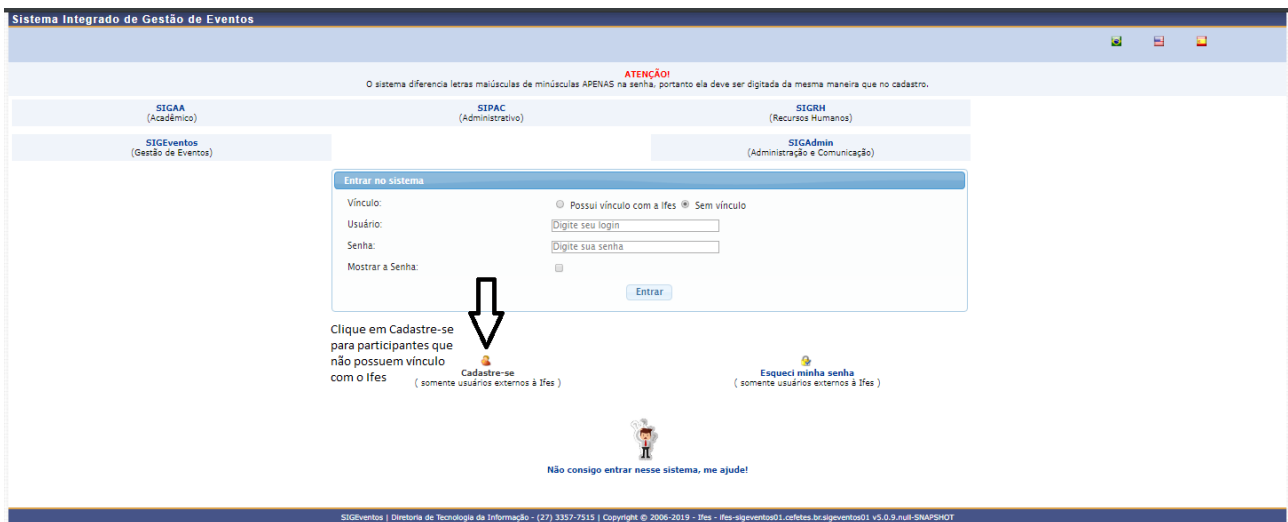 Sistema Integrado de Gestão de Eventos
ATENÇÃO!
O sistema diferencia letras maiúsculas de minúsculas APENAS na senha, portanto ela deve ser digitada da mesma maneira que no cadastro.
SIGAA
(Acadêmico)
SIPAC
(Administrativo)
SIGRH
(Recursos Humanos)
SIGEventos
(Gestão de Eventos)
SIGAdmin
(Administração e Comunicação)
Entrar no sistema
Vínculo: Possui vínculo com a Ifes Sem vínculo
Usuário: Digite seu login
Senha: Digite sua senha
Mostrar a Senha:
Entrar
Clique em Cadastre-se
para participantes que
não possuem vínculo
com o Ifes
Cadastre-se
( somente usuários externos à Ifes )
Esqueci minha senha
( somente usuários externos à Ifes )
Não consigo entrar nesse sistema, me ajude!
SIGEventos | Diretoria de Tecnologia da Informação - (27) 3357-7515 | Copyright © 2006-2019 - Ifes - ifes-sigeventos01.cefetes.br.sigeventos01 v5.0.9.null-SNAPSHOT